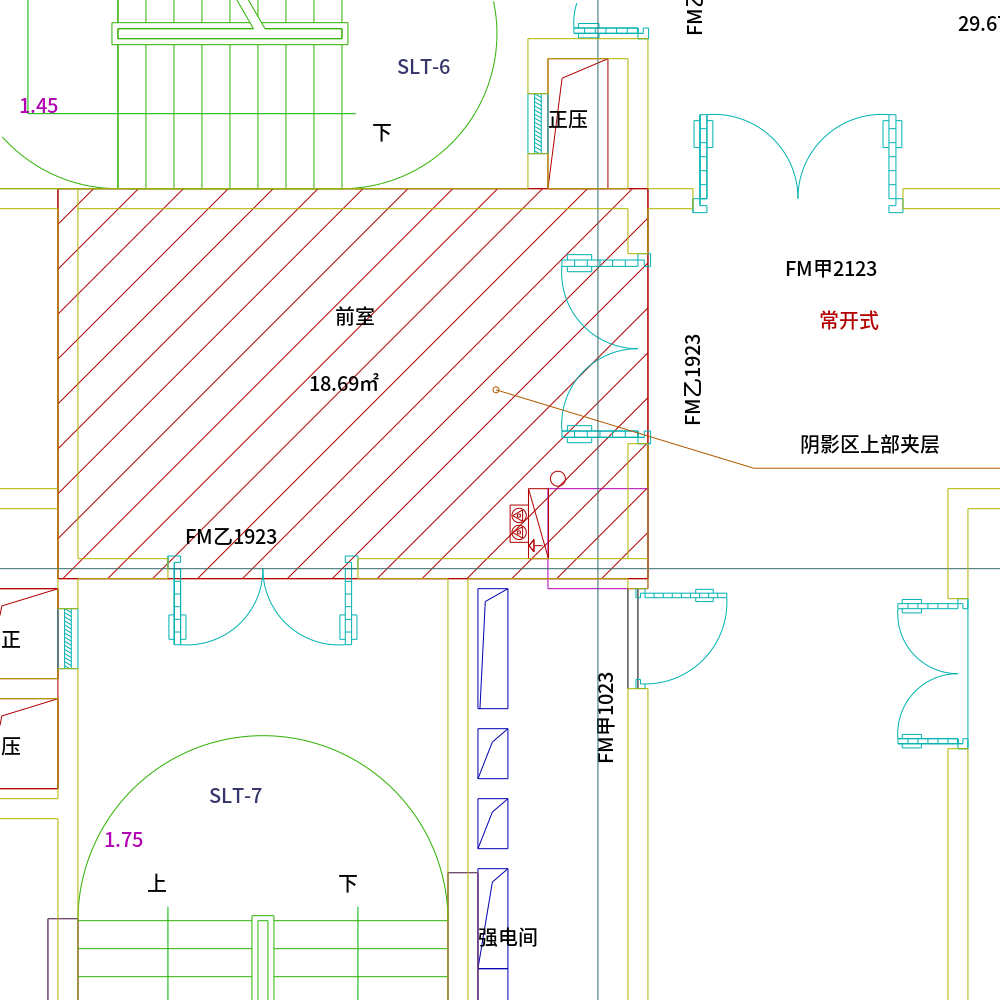 29.67
SLT-6
1.45
正压
下
FM甲2123
前室
常开式
18.69㎡
FM乙1923
阴影区上部夹层
FM乙1923
正
FM甲1023
压
SLT-7
1.75
上
下
强电间